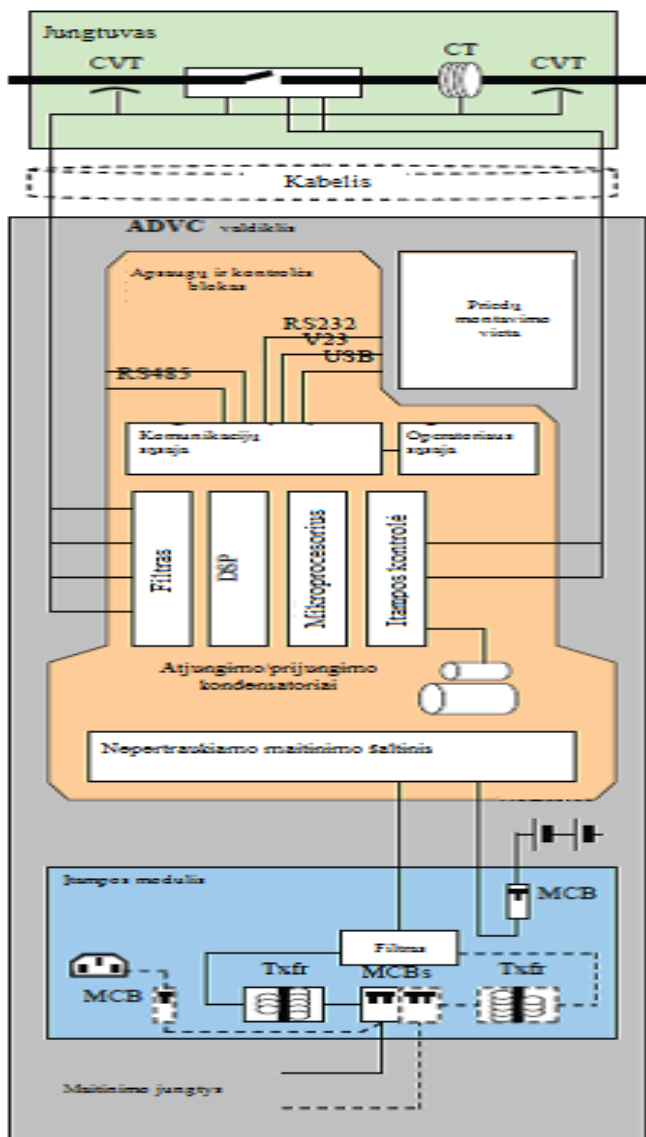 Jungtuvas
CVT
CT
CVT
Kabelis
ADVC valdiklis
Apsaugų ir kontrolės
blokas
Priedų
montavimo
vieta
RS232
V23
USB
RS485
Komunikacijų
sąsaja
Operatoriaus
sąsaja
Filtras
DSP
Mikroprocesorius
Įtampos kontrolė
Atjungimo/prijungimo
kondensatoriai
Nepertraukiamo maitinimo šaltinis
Įtampos modulis
MCB
Filtras
Txfr
MCBs
Txfr
MCB
Maitinimo jungtys